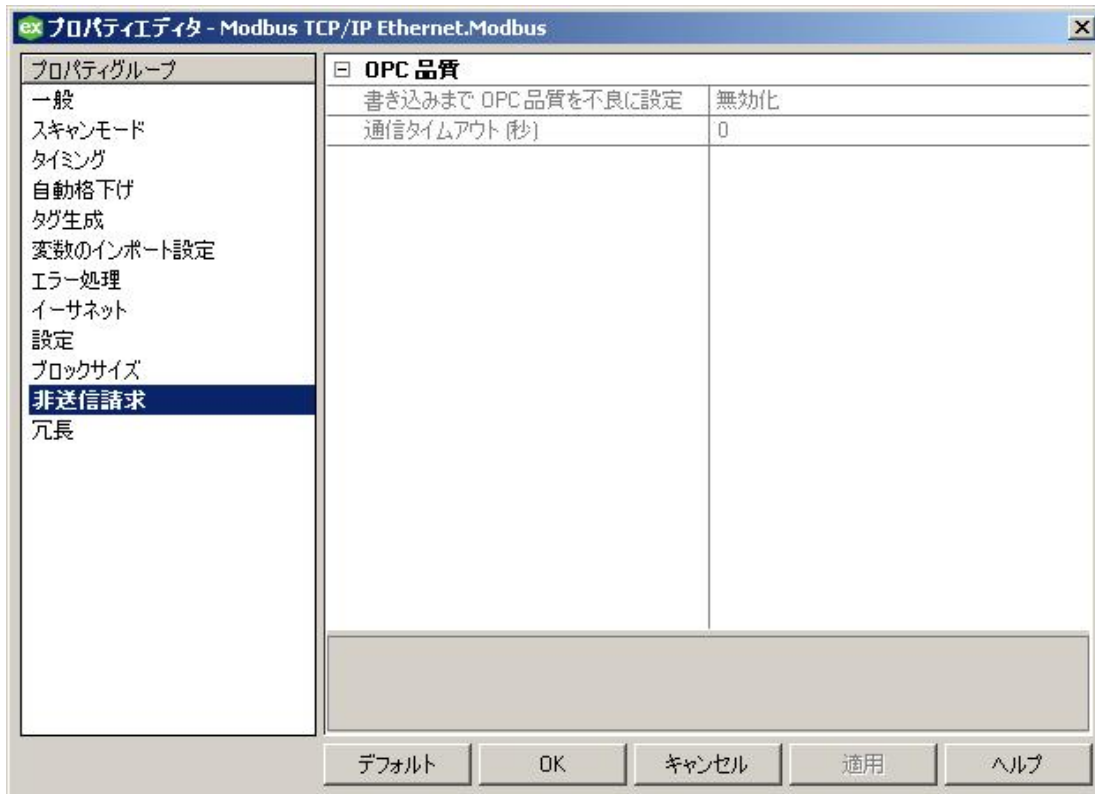 ex プロパティエディタ - Modbus TCP/IP Ethernet.Modbus
プロパティグループ
一般
スキャンモード
タイミング
自動格下げ
タグ生成
変数のインポート設定
エラー処理
イーサネット
設定
ブロックサイズ
非送信請求
冗長
OPC 品質
書き込みまで OPC 品質を不良に設定 無効化
通信タイムアウト (秒) 0
デフォルト OK キャンセル 適用 ヘルプ